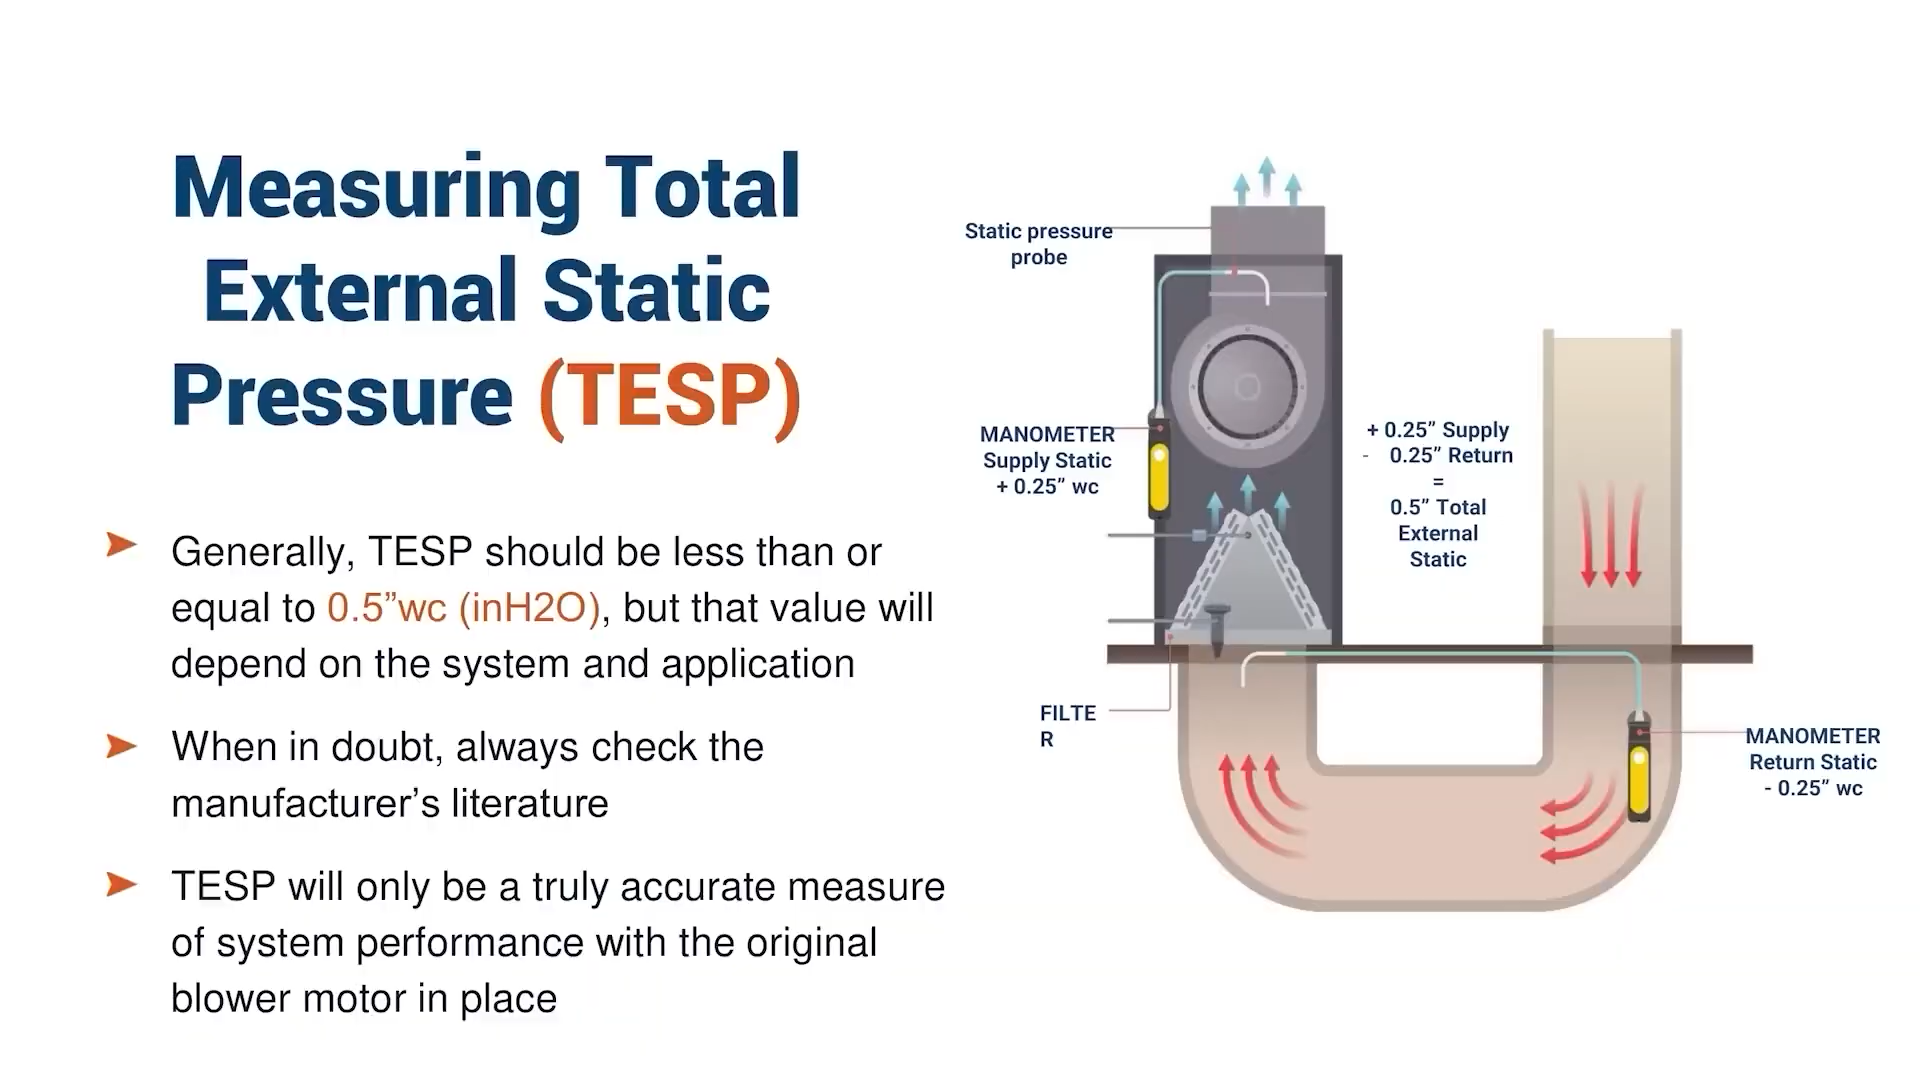 Measuring Total
External Static
Pressure (TESP)
Generally, TESP should be less than or
equal to 0.5”wc (inH2O), but that value will
depend on the system and application
When in doubt, always check the
manufacturer’s literature
TESP will only be a truly accurate measure
of system performance with the original
blower motor in place
Static pressure
probe
MANOMETER
Supply Static
+ 0.25” wc
+ 0.25” Supply
- 0.25” Return
=
0.5” Total
External
Static
FILTE
R
MANOMETER
Return Static
- 0.25” wc